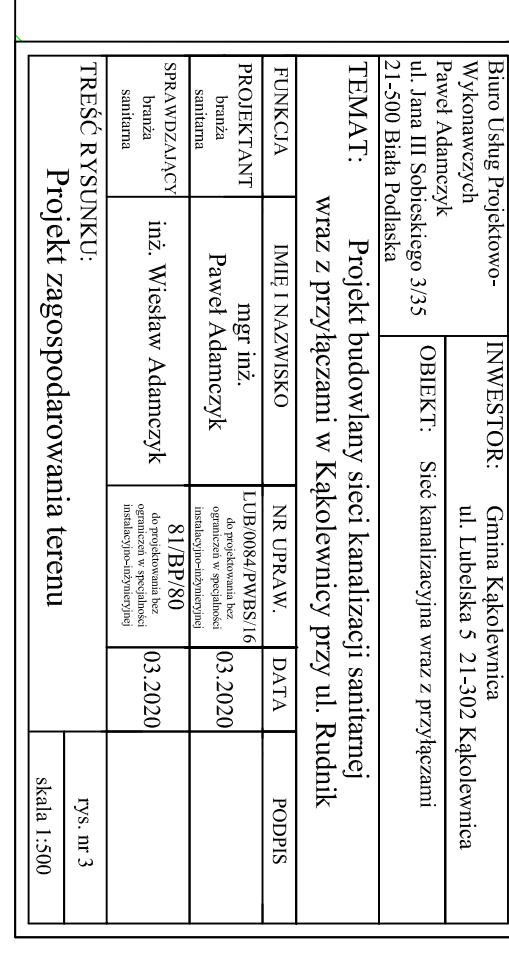 Biuro Usług Projektowo-
Wykonawczych
Paweł Adamczyk
ul. Jana III Sobieskiego 3/35
21-500 Biała Podlaska
INWESTOR: Gmina Kąkolewnica
ul. Lubelska 5 21-302 Kąkolewnica
OBIEKT: Sieć kanalizacyjna wraz z przyłączami
TEMAT: Projekt budowlany sieci kanalizacji sanitarnej
wraz z przyłączami w Kąkolewnicy przy ul. Rudnik
FUNKCJA IMIĘ I NAZWISKO NR UPRAW. DATA PODPIS
PROJEKTANT
branża
sanitarna
mgr inż.
Paweł Adamczyk
LUB/0084/PWBS/16
do projektowania bez
ograniczeń w specjalności
instalacyjno-inżynieryjnej
03.2020
SPRAWDZAJĄCY
branża
sanitarna
inż. Wiesław Adamczyk
81/BP/80
do projektowania bez
ograniczeń w specjalności
instalacyjno-inżynieryjnej
03.2020
TREŚĆ RYSUNKU:
Projekt zagospodarowania terenu
rys. nr 3
skala 1:500